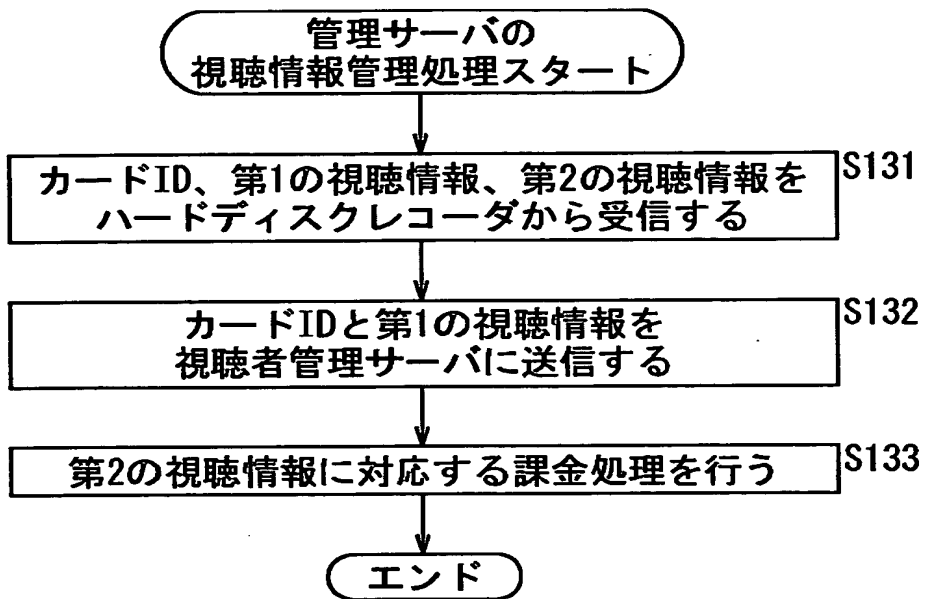 管理サーバの
視聴情報管理処理スタート
カードID、第1の視聴情報、第2の視聴情報を
ハードディスクレコーダから受信する
S131
カードIDと第1の視聴情報を
視聴者管理サーバに送信する
S132
第2の視聴情報に対応する課金処理を行う
S133
エンド